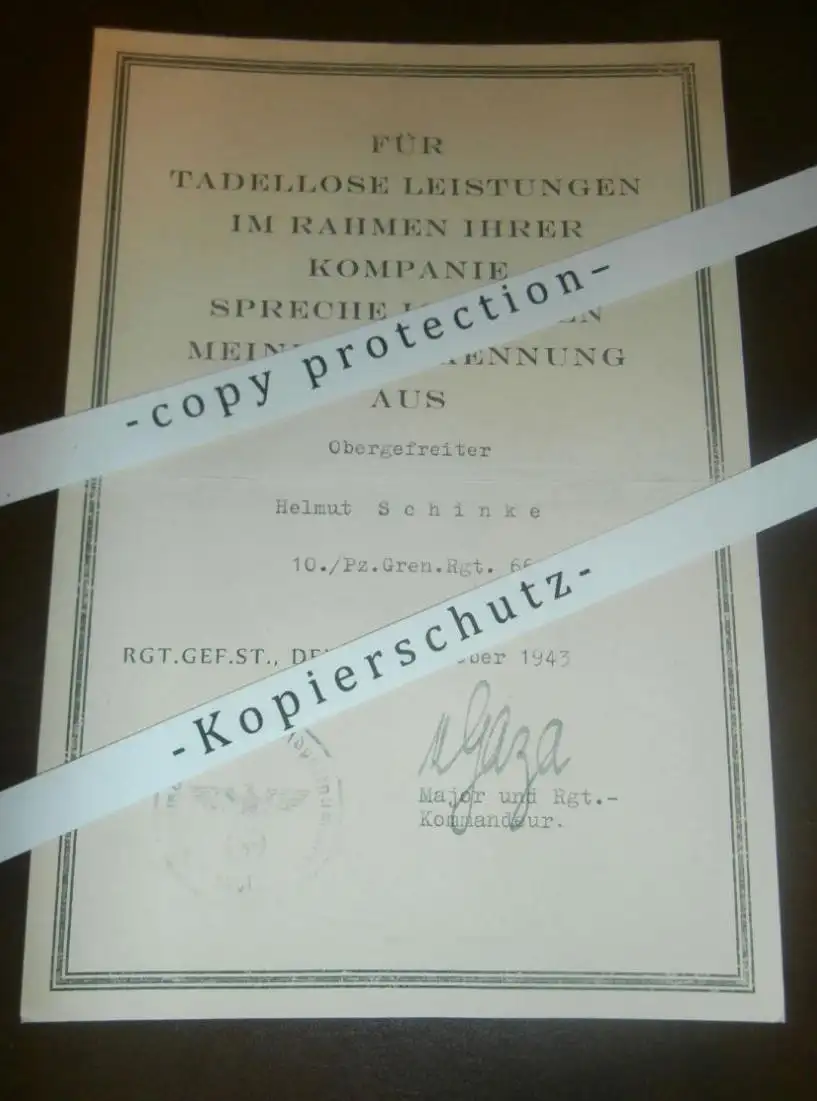 FÜR
TADELLOSE LEISTUNGEN
IM RAHMEN IHRER
KOMPANIE
SPRECHE
AUS
-copy protection-
Obergefreiter
Helmut S c h i n k e
10./Pz.Gren.Rgt. 66
RGT.GEF.ST., 1943
-Kopierschutz-
Major und Rgt.-
Kommandeur.